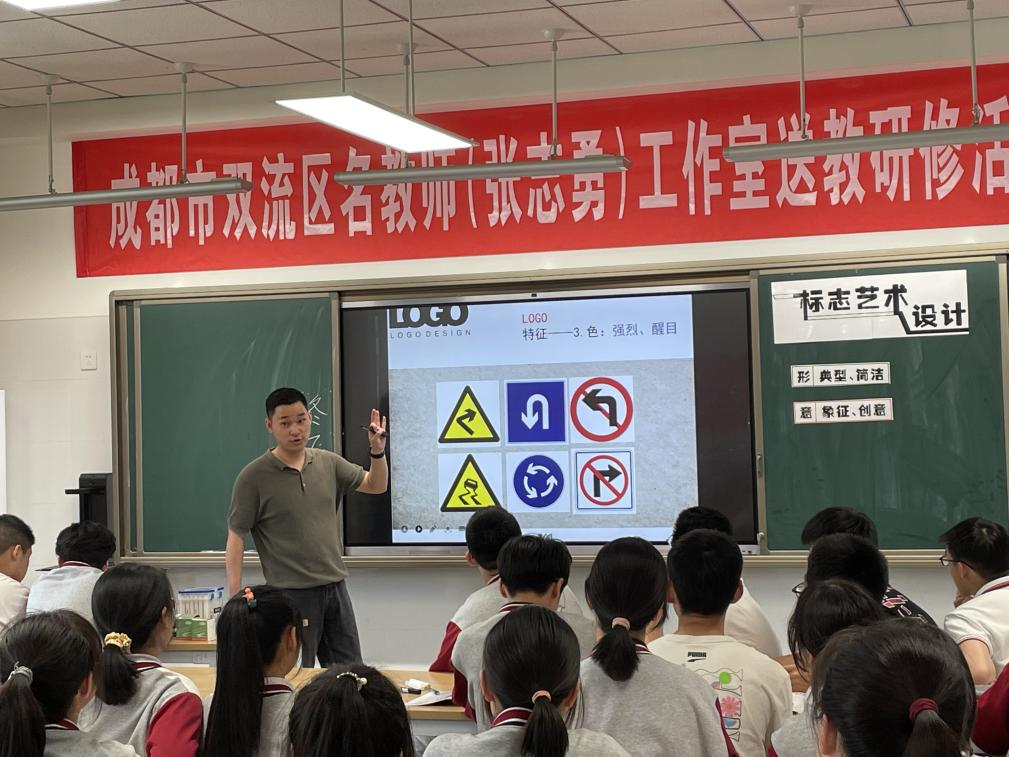 成都市双流区名教师(张志勇)工作室送教研修活
LOGO
LOGO DESIGN
LOGO
特征——3.色：强烈、醒目
标志艺术
设计
形 典型、简洁
意 象征、创意
冬
PUMA